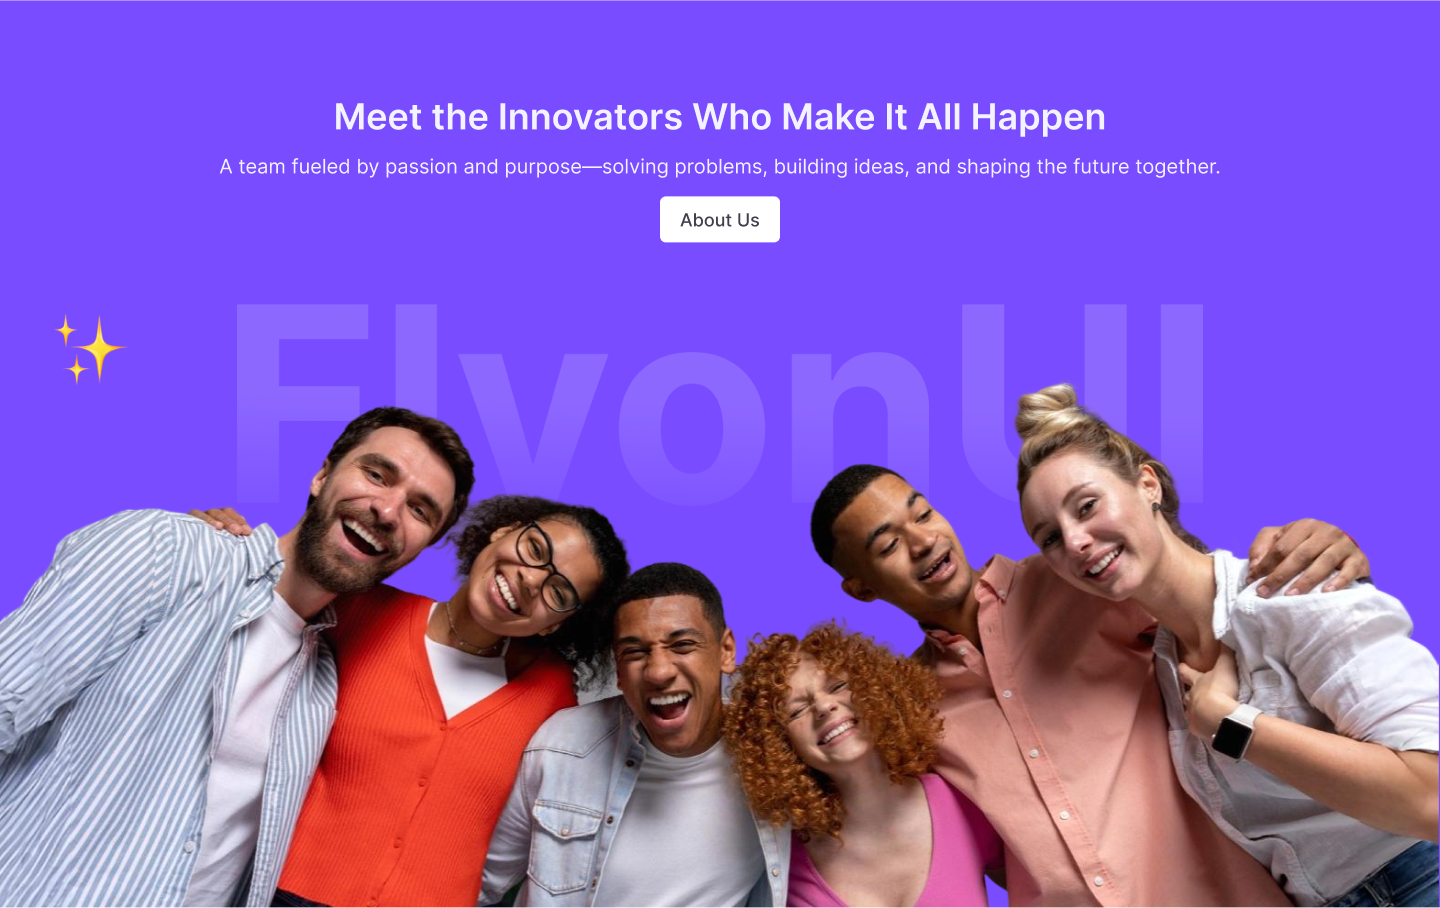 Meet the Innovators Who Make It All Happen
A team fueled by passion and purpose—solving problems, building ideas, and shaping the future together.
About Us
FlyonUI